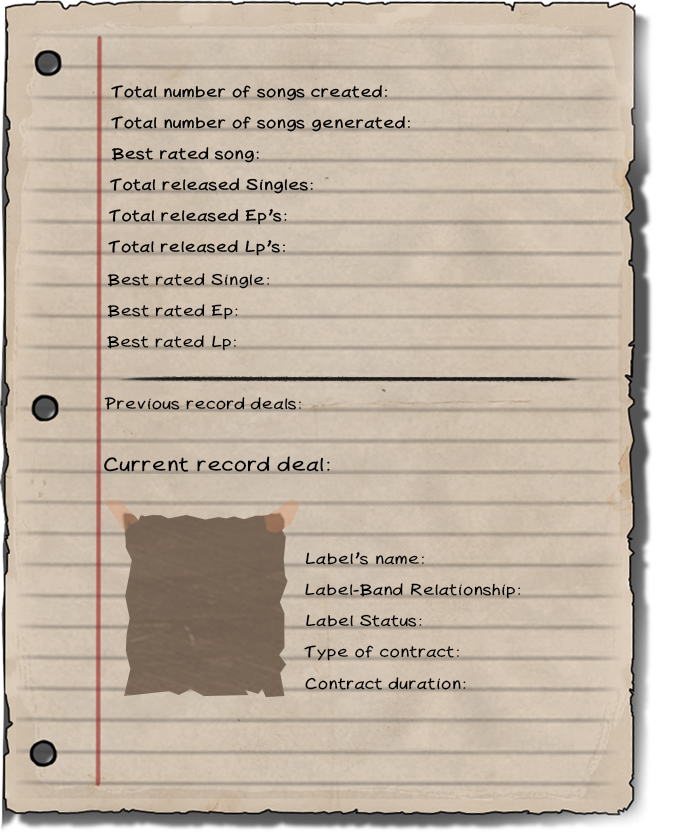 Total number of songs created:
Total number of songs generated:
Best rated song:
Total released Singles:
Total released Ep's:
Total released Lp's:
Best rated Single:
Best rated Ep:
Best rated Lp:
Previous record deals:
Current record deal:
Label's name:
Label-Band Relationship:
Label Status:
Type of contract:
Contract duration: